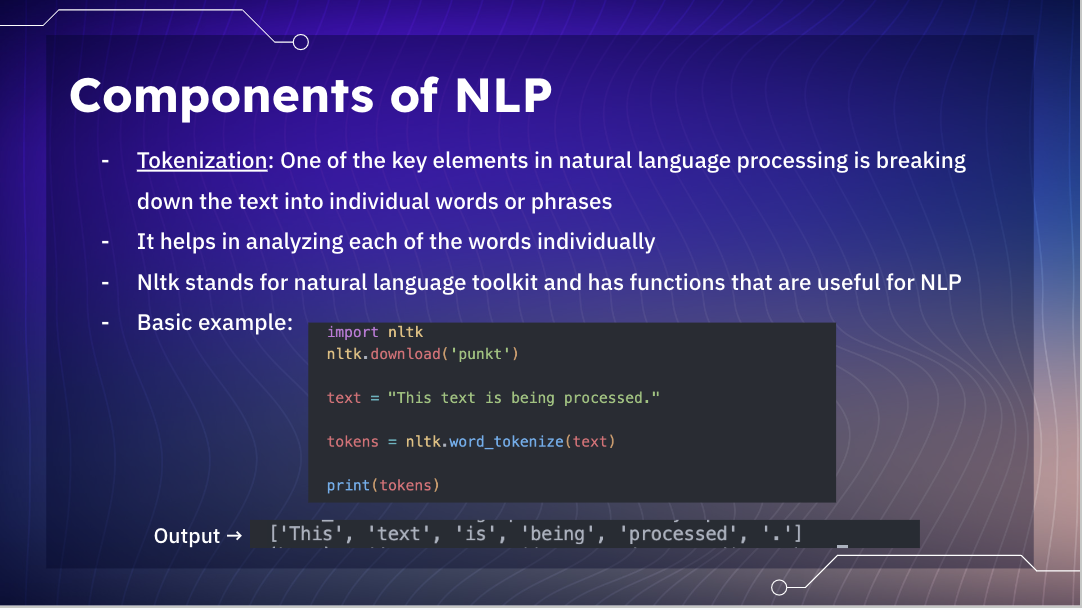 Components of NLP
- Tokenization: One of the key elements in natural language processing is breaking
down the text into individual words or phrases
- It helps in analyzing each of the words individually
- Nltk stands for natural language toolkit and has functions that are useful for NLP
- Basic example:
import nltk
nltk.download('punkt')
text = "This text is being processed."
tokens = nltk.word_tokenize(text)
print(tokens)
Output → ['This', 'text', 'is', 'being', 'processed', '.']